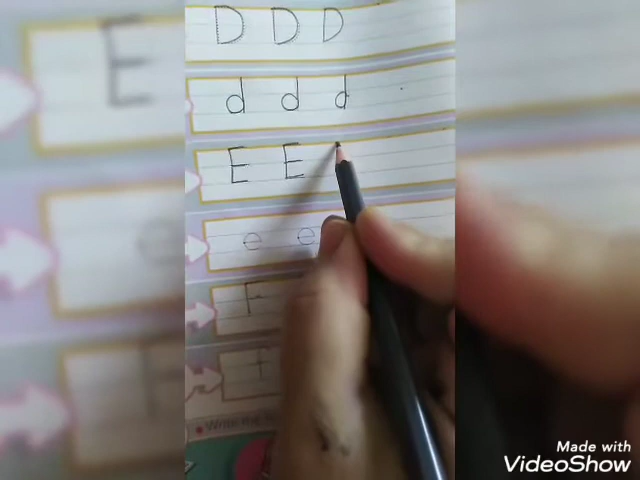 D D D
d d d
E E
e e
F
f
Write the
Made with
VideoShow